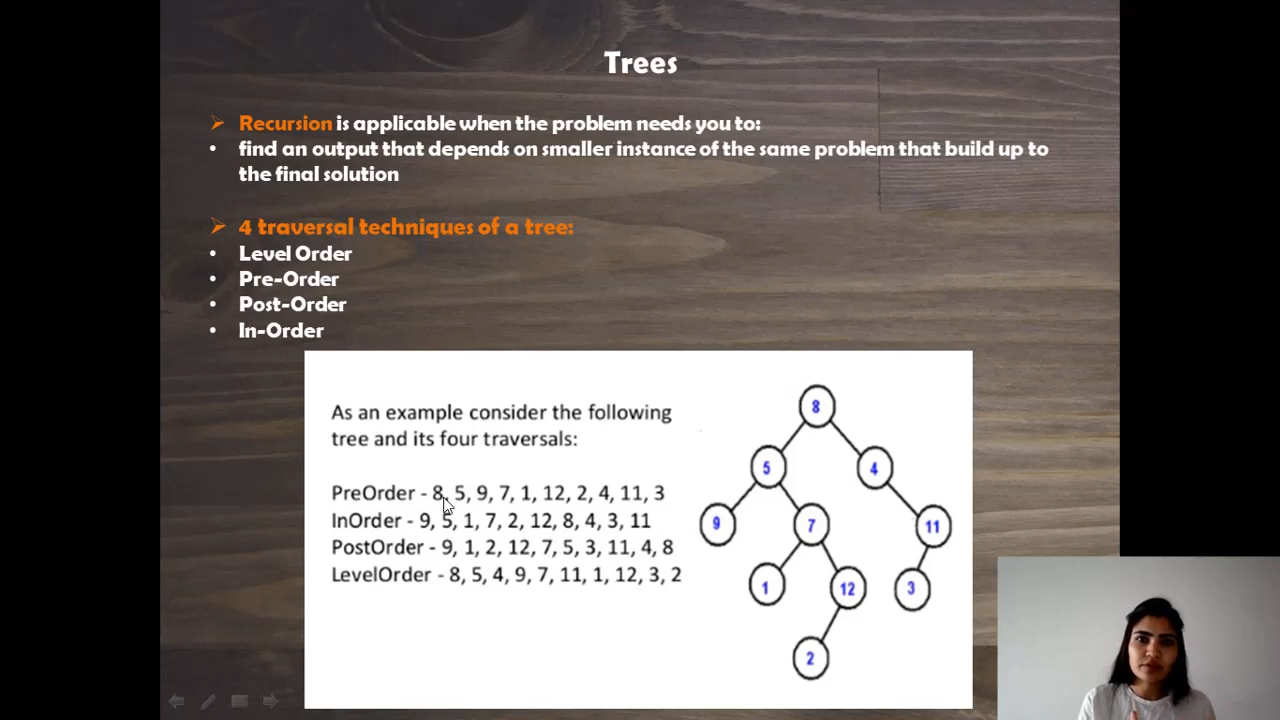 Trees
Recursion is applicable when the problem needs you to:
find an output that depends on smaller instance of the same problem that build up to
the final solution
4 traversal techniques of a tree:
Level Order
Pre-Order
Post-Order
In-Order
As an example consider the following
tree and its four traversals:
PreOrder - 8, 5, 9, 7, 1, 12, 2, 4, 11, 3
InOrder - 9, 5, 1, 7, 2, 12, 8, 4, 3, 11
PostOrder - 9, 1, 2, 12, 7, 5, 3, 11, 4, 8
LevelOrder - 8, 5, 4, 9, 7, 11, 1, 12, 3, 2
8
5 4
9 7 11
1 12 3
2